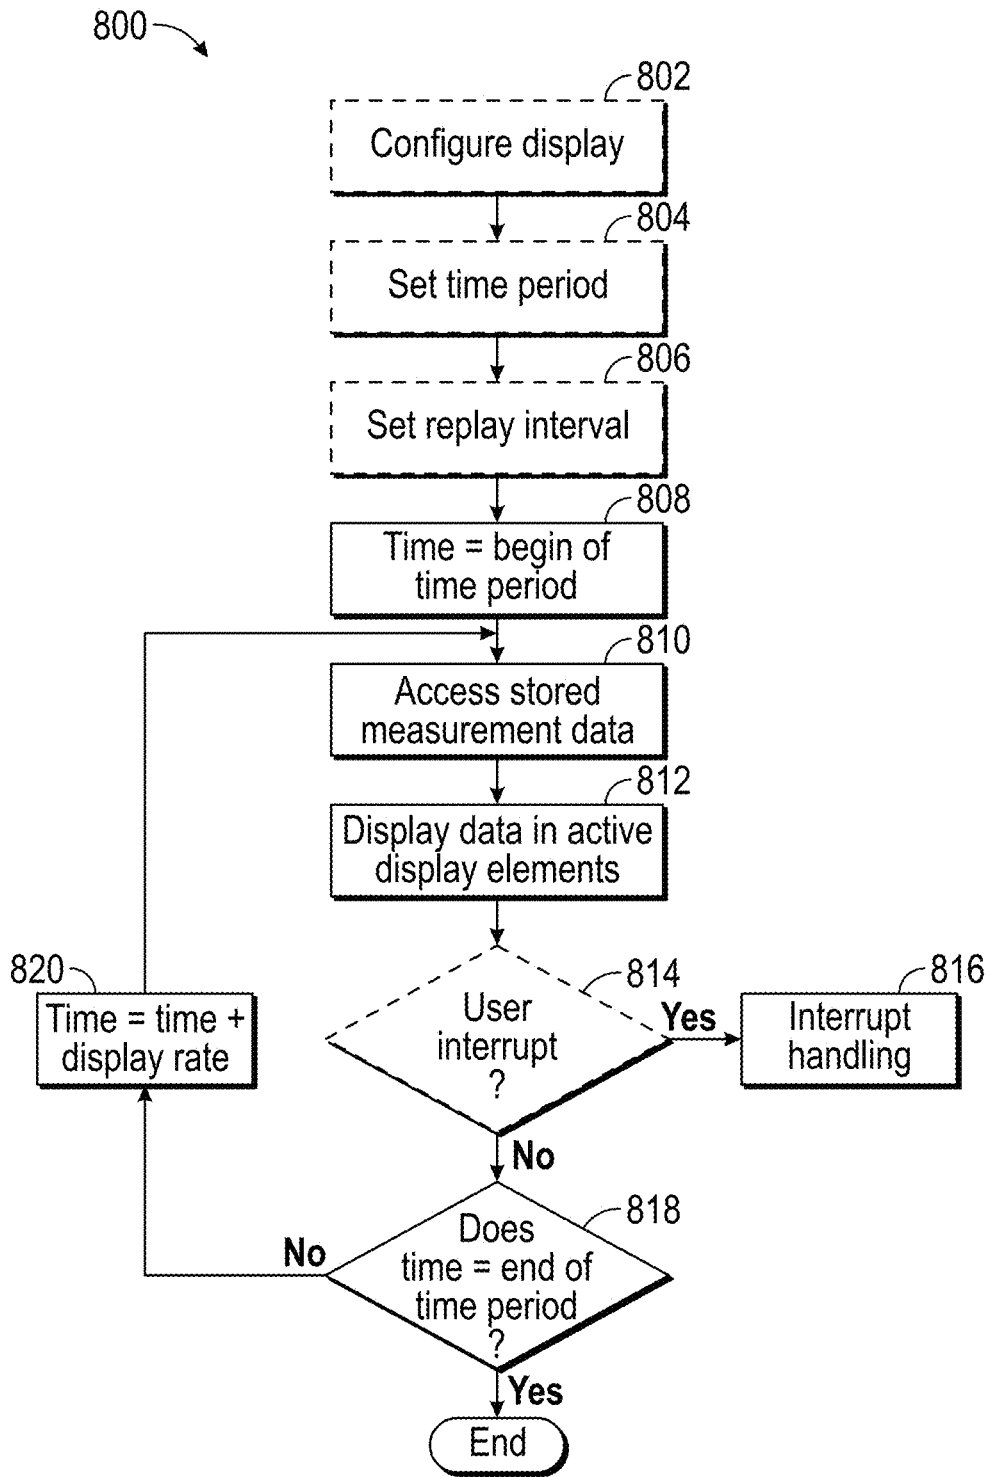 800
802
Configure display
804
Set time period
806
Set replay interval
808
Time = begin of
time period
810
Access stored
measurement data
812
Display data in active
display elements
814
User
interrupt
?
Yes
816
Interrupt
handling
No
818
Does
time = end of
time period
?
No
820
Time = time +
display rate
Yes
End